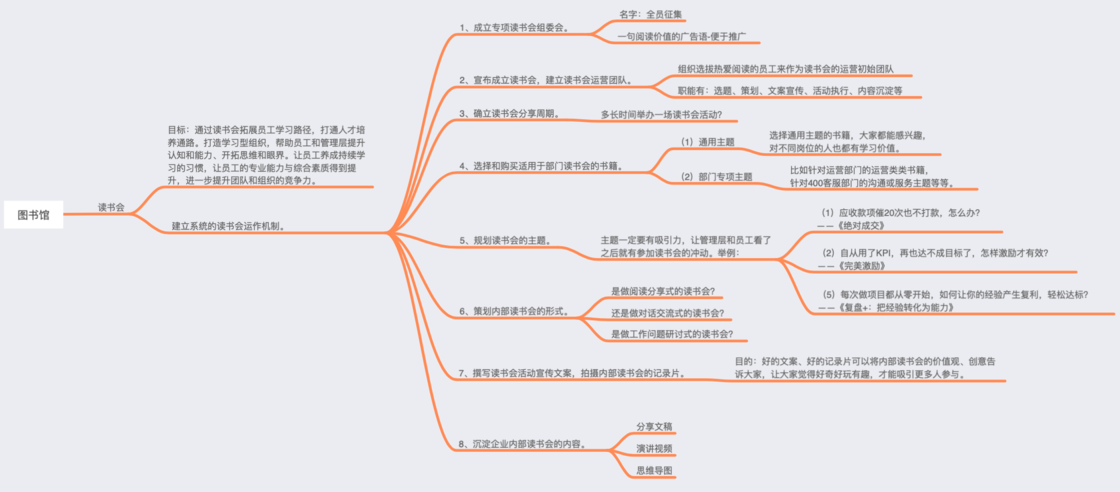 图书馆
读书会
目标：通过读书会拓展员工学习路径，打通人才培
养通路。打造学习型组织，帮助员工和管理层提升
认知和能力、开拓思维和眼界。让员工养成持续学
习的习惯，让员工的专业能力与综合素质得到提
升，进一步提升团队和组织的竞争力。
建立系统的读书会运作机制。
1、成立专项读书会组委会。
名字：全员征集
一句阅读价值的广告语-便于推广
2、宣布成立读书会，建立读书会运营团队。
组织选拔热爱阅读的员工来作为读书会的运营初始团队
职能有：选题、策划、文案宣传、活动执行、内容沉淀等
3、确立读书会分享周期。
多长时间举办一场读书会活动？
4、选择和购买适用于部门读书会的书籍。
（1）通用主题
选择通用主题的书籍，大家都能感兴趣，
对不同岗位的人也都有学习价值。
（2）部门专项主题
比如针对运营部门的运营类类书籍，
针对400客服部门的沟通或服务主题等等。
5、规划读书会的主题。
主题一定要有吸引力，让管理层和员工看了
之后就有参加读书会的冲动。举例：
（1）应收款项催20次也不打款，怎么办？
——《绝对成交》
（2）自从用了KPI，再也达不成目标了，怎样激励才有效？
——《完美激励》
（5）每次做项目都从零开始，如何让你的经验产生复利，轻松达标？
——《复盘+：把经验转化为能力》
6、策划内部读书会的形式。
是做阅读分享式的读书会？
还是做对话交流式的读书会？
是做工作问题研讨式的读书会？
7、撰写读书会活动宣传文案，拍摄内部读书会的记录片。
目的：好的文案、好的记录片可以将内部读书会的价值观、创意告
诉大家，让大家觉得好奇好玩有趣，才能吸引更多人参与。
8、沉淀企业内部读书会的内容。
分享文稿
演讲视频
思维导图